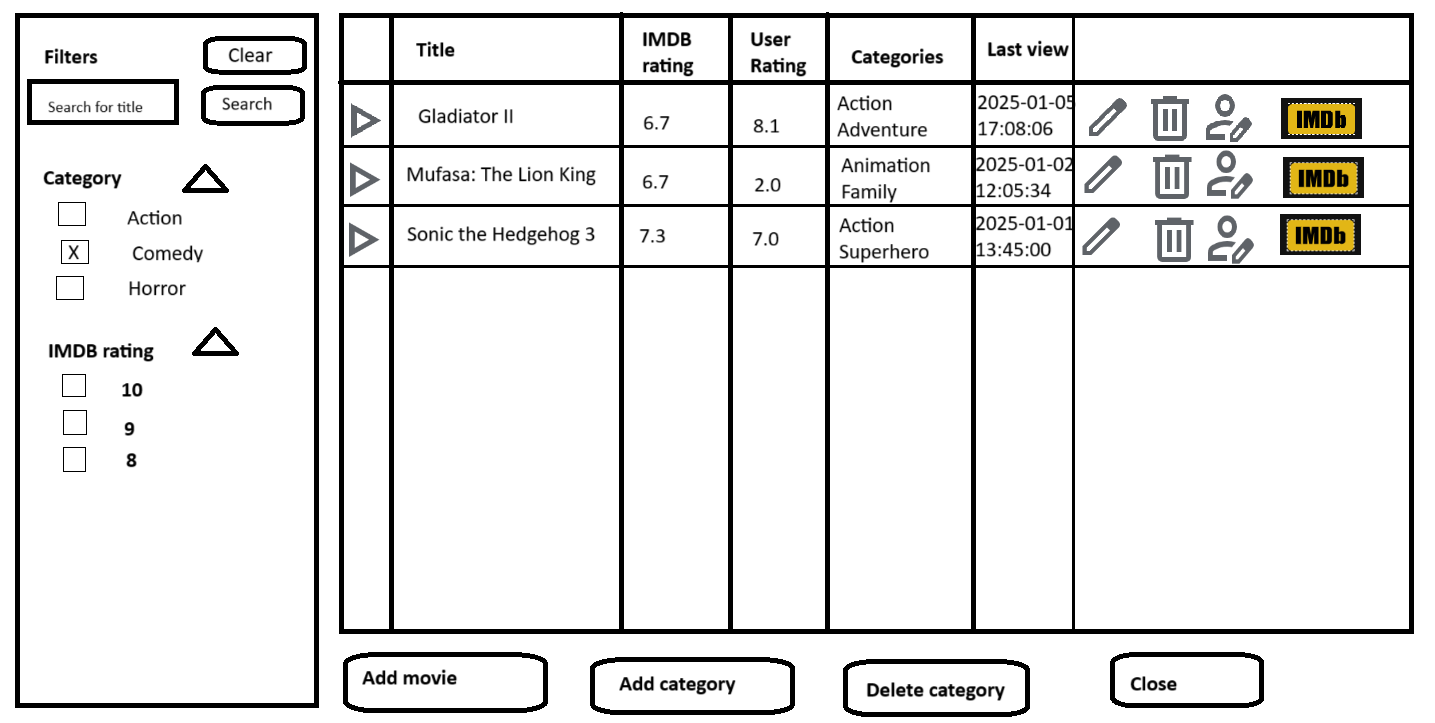 Filters
Clear
Search for title
Search
Category
Action
X
Comedy
Horror
IMDB rating
10
9
8
Title
IMDB
rating
User
Rating
Categories
Last view
Gladiator II
6.7
8.1
Action
Adventure
2025-01-05
17:08:06
IMDb
Mufasa: The Lion King
6.7
2.0
Animation
Family
2025-01-02
12:05:34
IMDb
Sonic the Hedgehog 3
7.3
7.0
Action
Superhero
2025-01-01
13:45:00
IMDb
Add movie
Add category
Delete category
Close